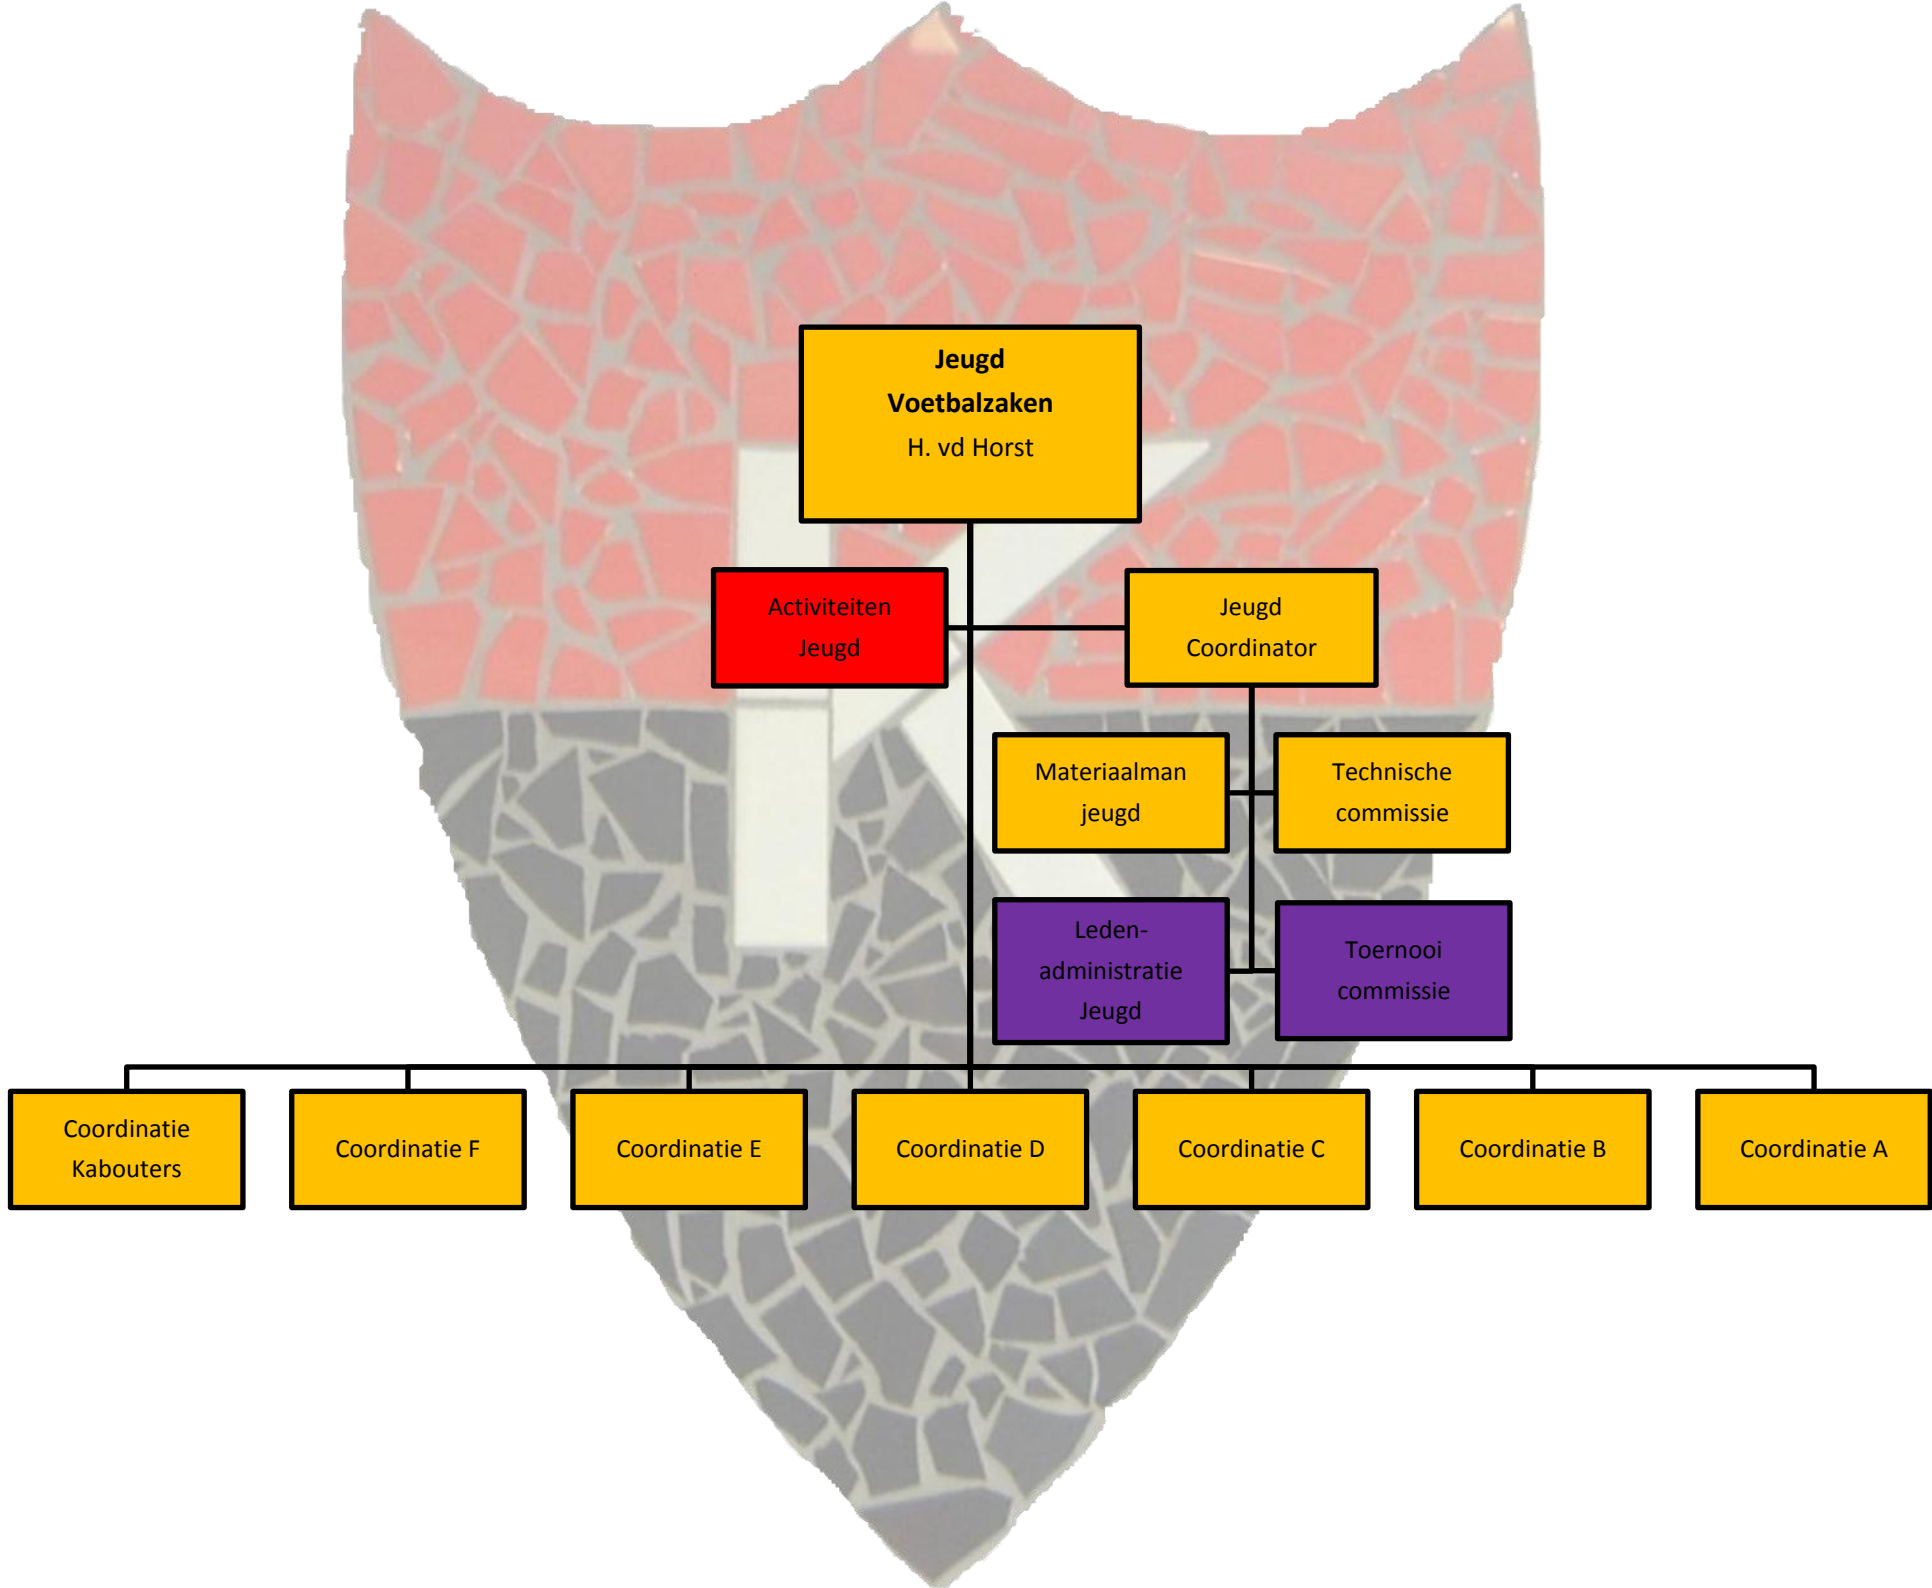 Jeugd
Voetbalzaken
H. vd Horst
Activiteiten
Jeugd
Jeugd
Coordinator
Materiaalman
jeugd
Technische
commissie
Leden-
administratie
Jeugd
Toernooi
commissie
Coordinatie
Kabouters
Coordinatie F
Coordinatie E
Coordinatie D
Coordinatie C
Coordinatie B
Coordinatie A